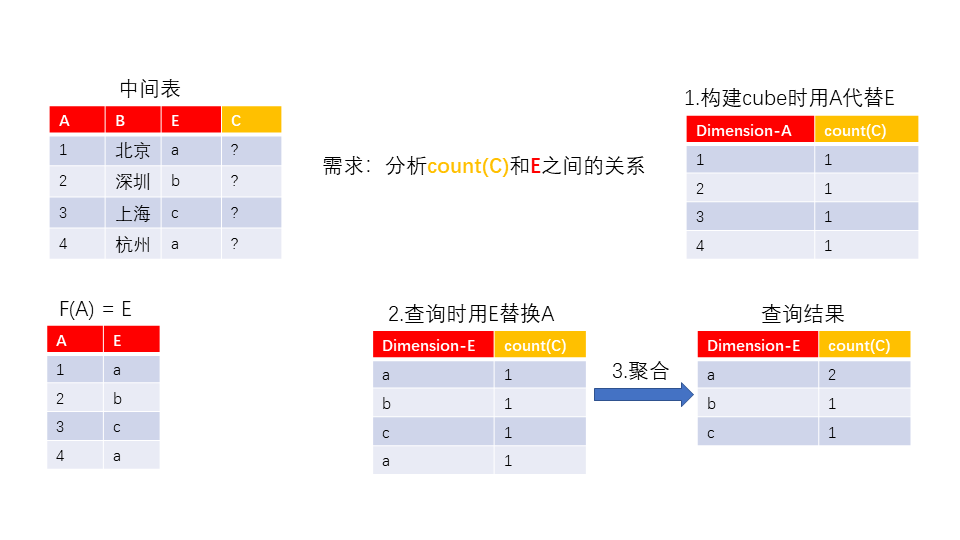 中间表
A B E C
1 北京 a ?
2 深圳 b ?
3 上海 c ?
4 杭州 a ?
需求：分析count(C)和E之间的关系
1.构建cube时用A代替E
Dimension-A count(C)
1 1
2 1
3 1
4 1
F(A) = E
A E
1 a
2 b
3 c
4 a
2.查询时用E替换A
Dimension-E count(C)
a 1
b 1
c 1
a 1
3.聚合
查询结果
Dimension-E count(C)
a 2
b 1
c 1